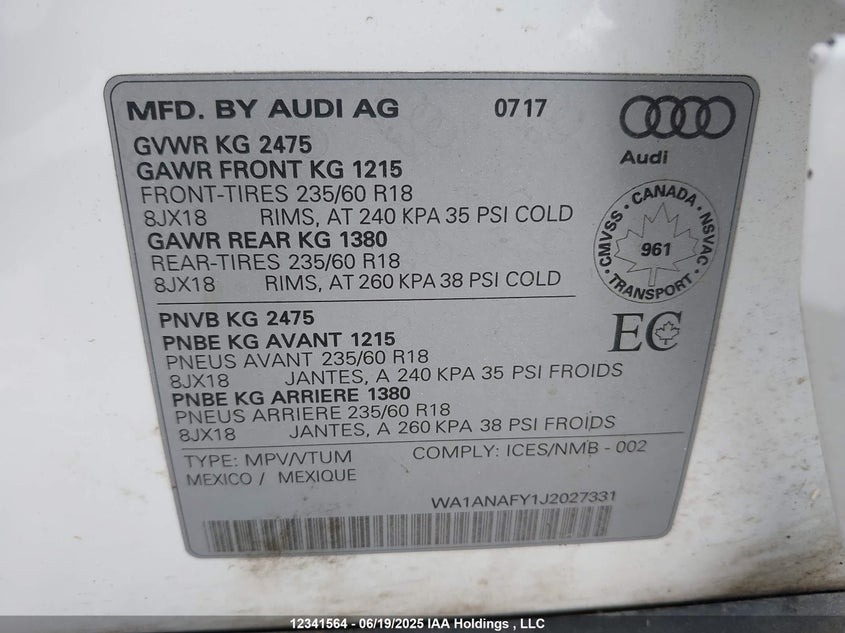 MFD. BY AUDI AG 0717
Audi
GVWR KG 2475
GAWR FRONT KG 1215
FRONT-TIRES 235/60 R18
8JX18 RIMS, AT 240 KPA 35 PSI COLD
GAWR REAR KG 1380
REAR-TIRES 235/60 R18
8JX18 RIMS, AT 260 KPA 38 PSI COLD
CMVSS • CANADA • NSVAC • TRANSPORT •
961
PNVB KG 2475
PNBE KG AVANT 1215
PNEUS AVANT 235/60 R18
8JX18 JANTES, A 240 KPA 35 PSI FROIDS
PNBE KG ARRIERE 1380
PNEUS ARRIERE 235/60 R18
8JX18 JANTES, A 260 KPA 38 PSI FROIDS
EC
TYPE: MPV/VTUM COMPLY: ICES/NMB - 002
MEXICO / MEXIQUE
WA1ANAFY1J2027331
12341564 - 06/19/2025 IAA Holdings , LLC